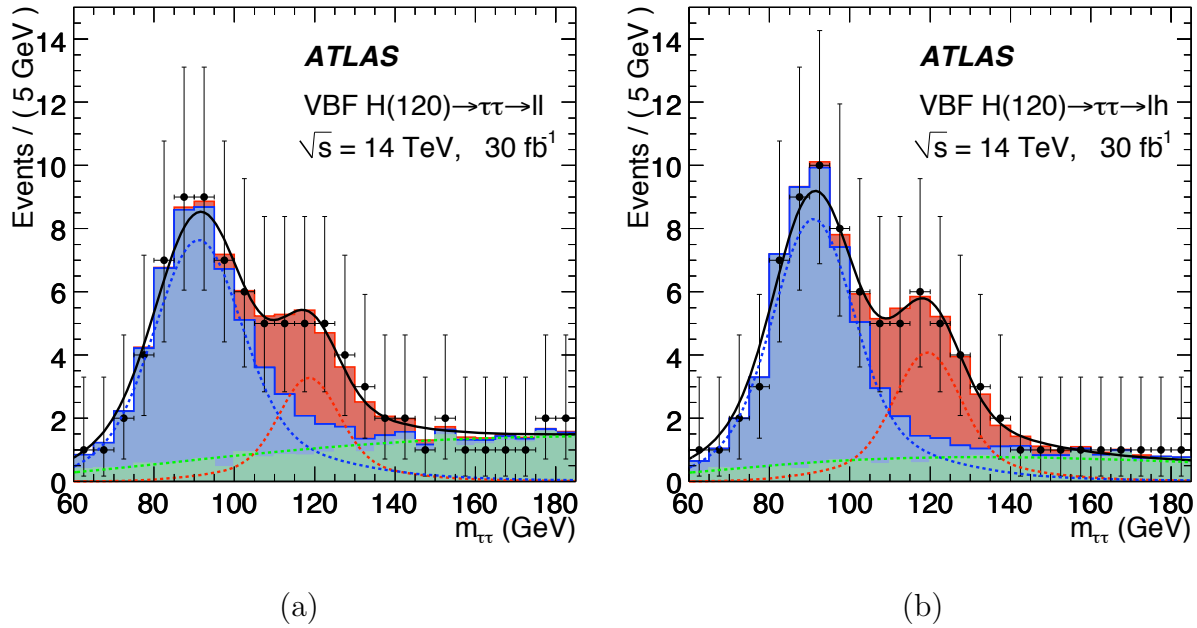 Events / ( 5 GeV )
14
12
10
8
6
4
2
0
ATLAS
VBF H(120)→ττ→ll
√s = 14 TeV, 30 fb⁻¹
60 80 100 120 140 160 180
mττ (GeV)
(a)
Events / ( 5 GeV )
14
12
10
8
6
4
2
0
ATLAS
VBF H(120)→ττ→lh
√s = 14 TeV, 30 fb⁻¹
60 80 100 120 140 160 180
mττ (GeV)
(b)